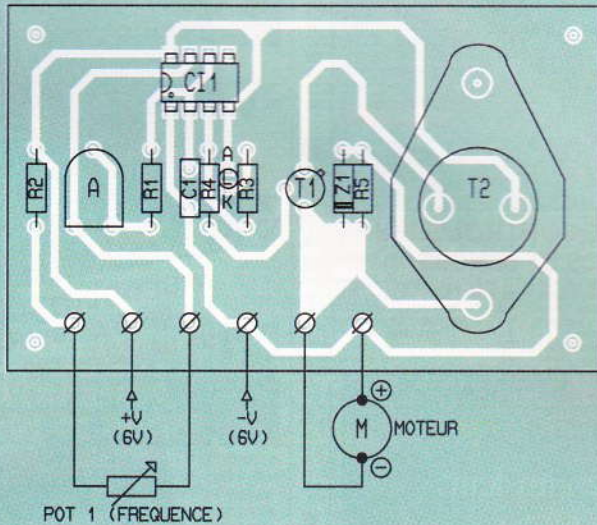 CI1
R2
A
R1
C1
R4
A
K
R3
T1
Z1
R5
T2
+V
(6V)
-V
(6V)
M
+
-
MOTEUR
POT 1 (FREQUENCE)